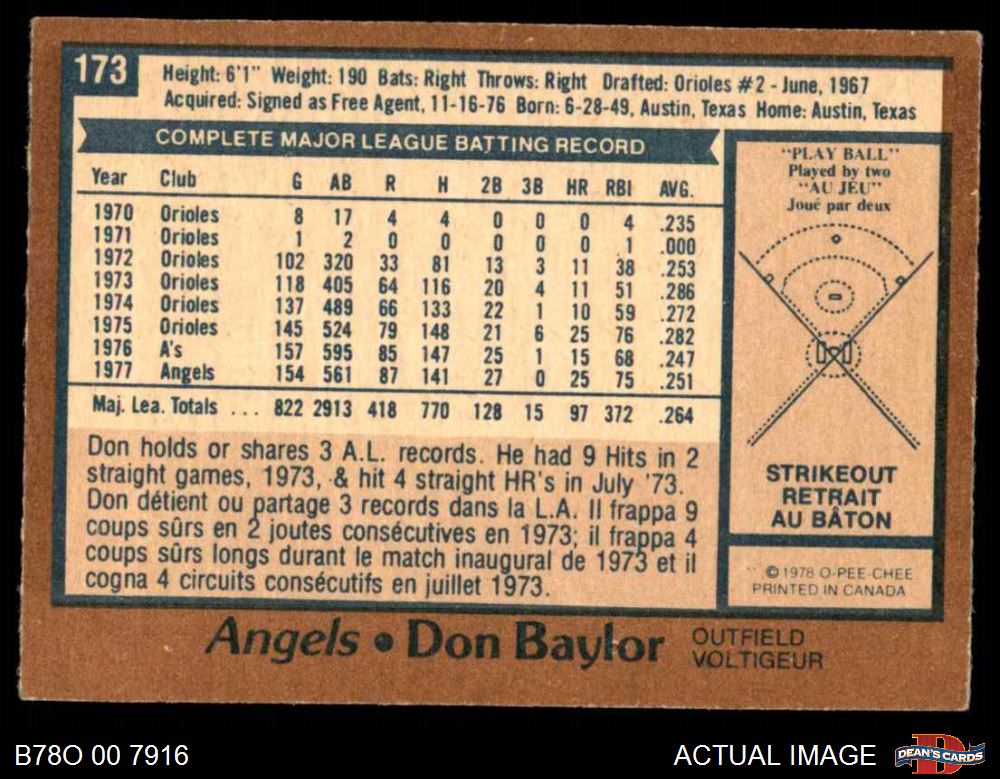 173
Height: 6'1" Weight: 190 Bats: Right Throws: Right Drafted: Orioles #2 - June, 1967
Acquired: Signed as Free Agent, 11-16-76 Born: 6-28-49, Austin, Texas Home: Austin, Texas
COMPLETE MAJOR LEAGUE BATTING RECORD
Year Club G AB R H 2B 3B HR RBI AVG.
1970 Orioles 8 17 4 4 0 0 0 4 .235
1971 Orioles 1 2 0 0 0 0 0 1 .000
1972 Orioles 102 320 33 81 13 3 11 38 .253
1973 Orioles 118 405 64 116 20 4 11 51 .286
1974 Orioles 137 489 66 133 22 1 10 59 .272
1975 Orioles 145 524 79 148 21 6 25 76 .282
1976 A's 157 595 85 147 25 1 15 68 .247
1977 Angels 154 561 87 141 27 0 25 75 .251
Maj. Lea. Totals ... 822 2913 418 770 128 15 97 372 .264
Don holds or shares 3 A.L. records. He had 9 Hits in 2
straight games, 1973, & hit 4 straight HR's in July '73.
Don détient ou partage 3 records dans la L.A. Il frappa 9
coups sûrs en 2 joutes consécutives en 1973; il frappa 4
coups sûrs longs durant le match inaugural de 1973 et il
cogna 4 circuits consécutifs en juillet 1973.
"PLAY BALL"
Played by two
"AU JEU"
Joué par deux
STRIKEOUT
RETRAIT
AU BÂTON
© 1978 O-PEE-CHEE
PRINTED IN CANADA
Angels • Don Baylor OUTFIELD
VOLTIGEUR
B78O 00 7916
ACTUAL IMAGE
DEAN'S CARDS